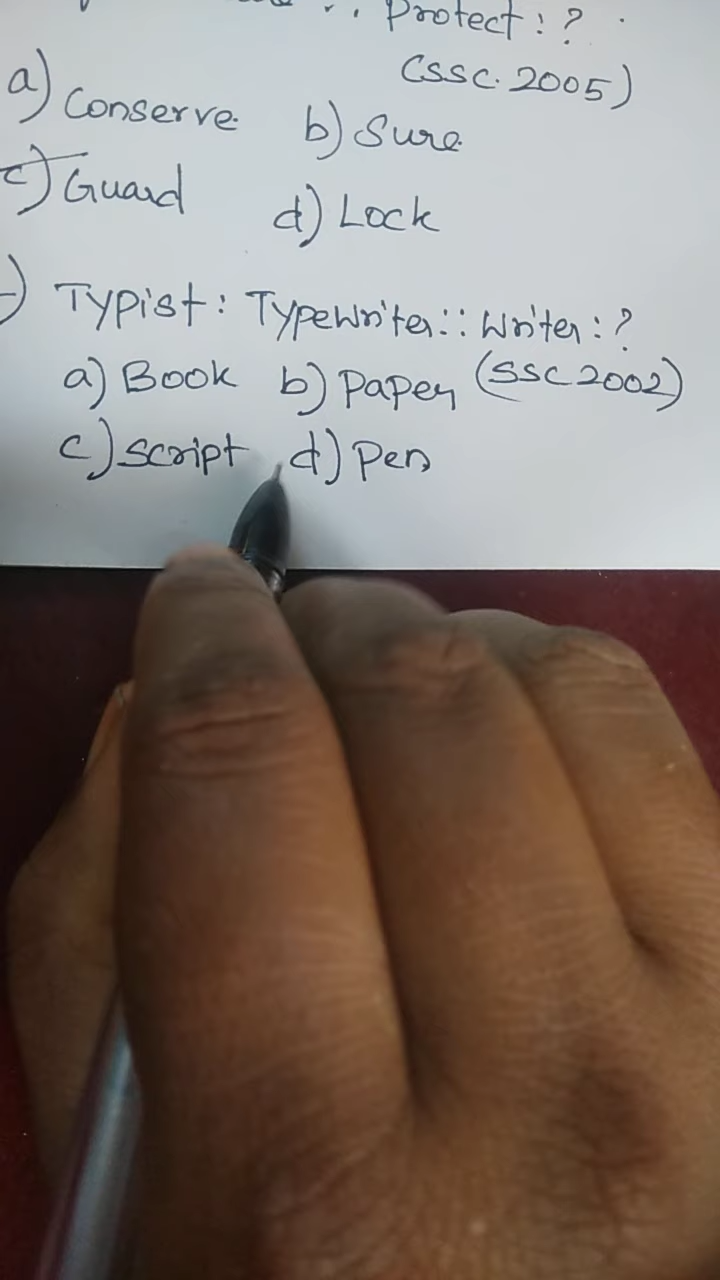 Protect : ?
(SSC. 2005)
a) Conserve b) Sure
c) Guard d) Lock
Typist : Typewriter :: Writer : ?
a) Book b) Paper (SSC 2002)
c) Script d) Pen